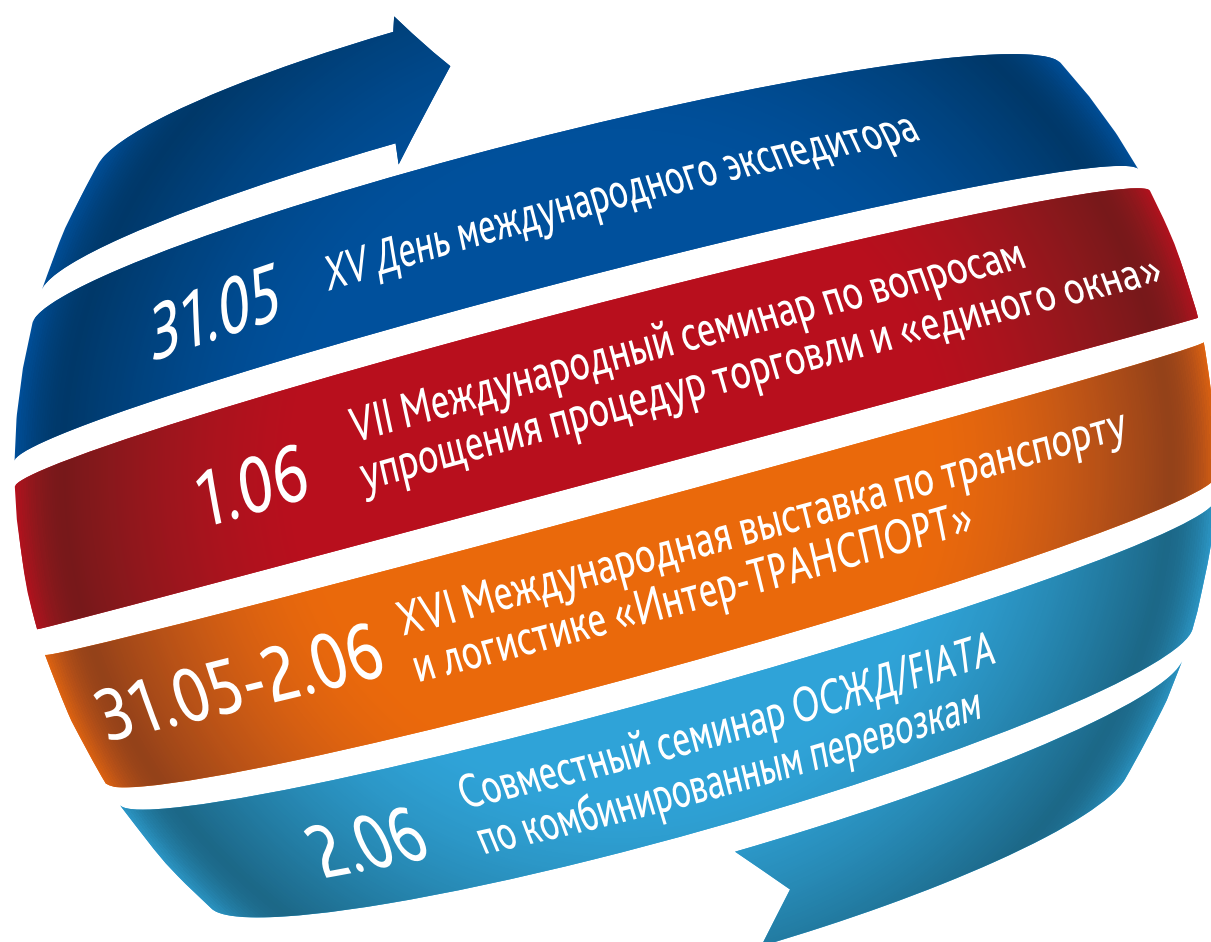 31.05
XV День международного экспедитора
1.06
VII Международный семинар по вопросам
упрощения процедур торговли и «единого окна»
31.05-2.06
XVI Международная выставка по транспорту
и логистике «Интер-ТРАНСПОРТ»
2.06
Совместный семинар ОСЖД/FIATA
по комбинированным перевозкам